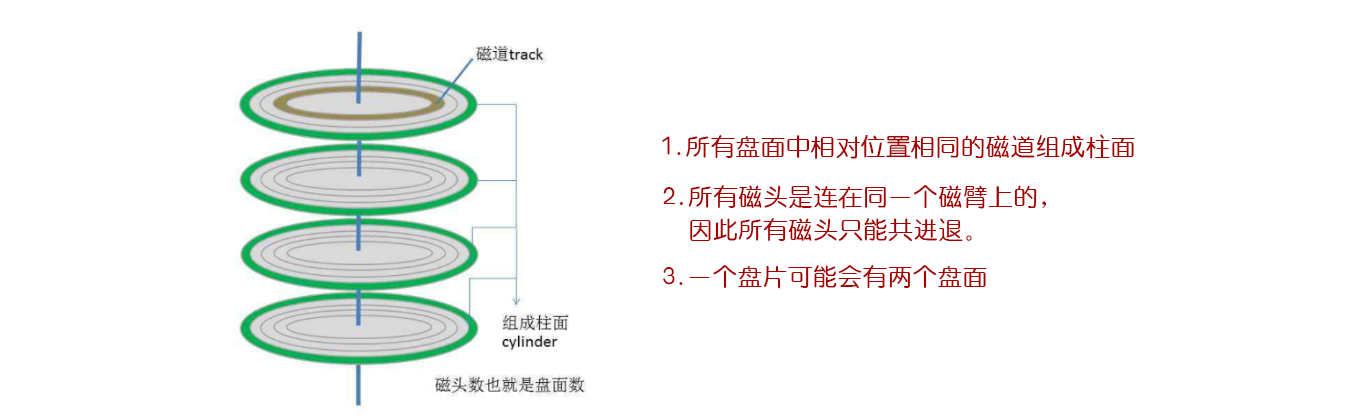 磁道track
组成柱面
cylinder
磁头数也就是盘面数
1.所有盘面中相对位置相同的磁道组成柱面
2.所有磁头是连在同一个磁臂上的，
因此所有磁头只能共进退。
3.一个盘片可能会有两个盘面